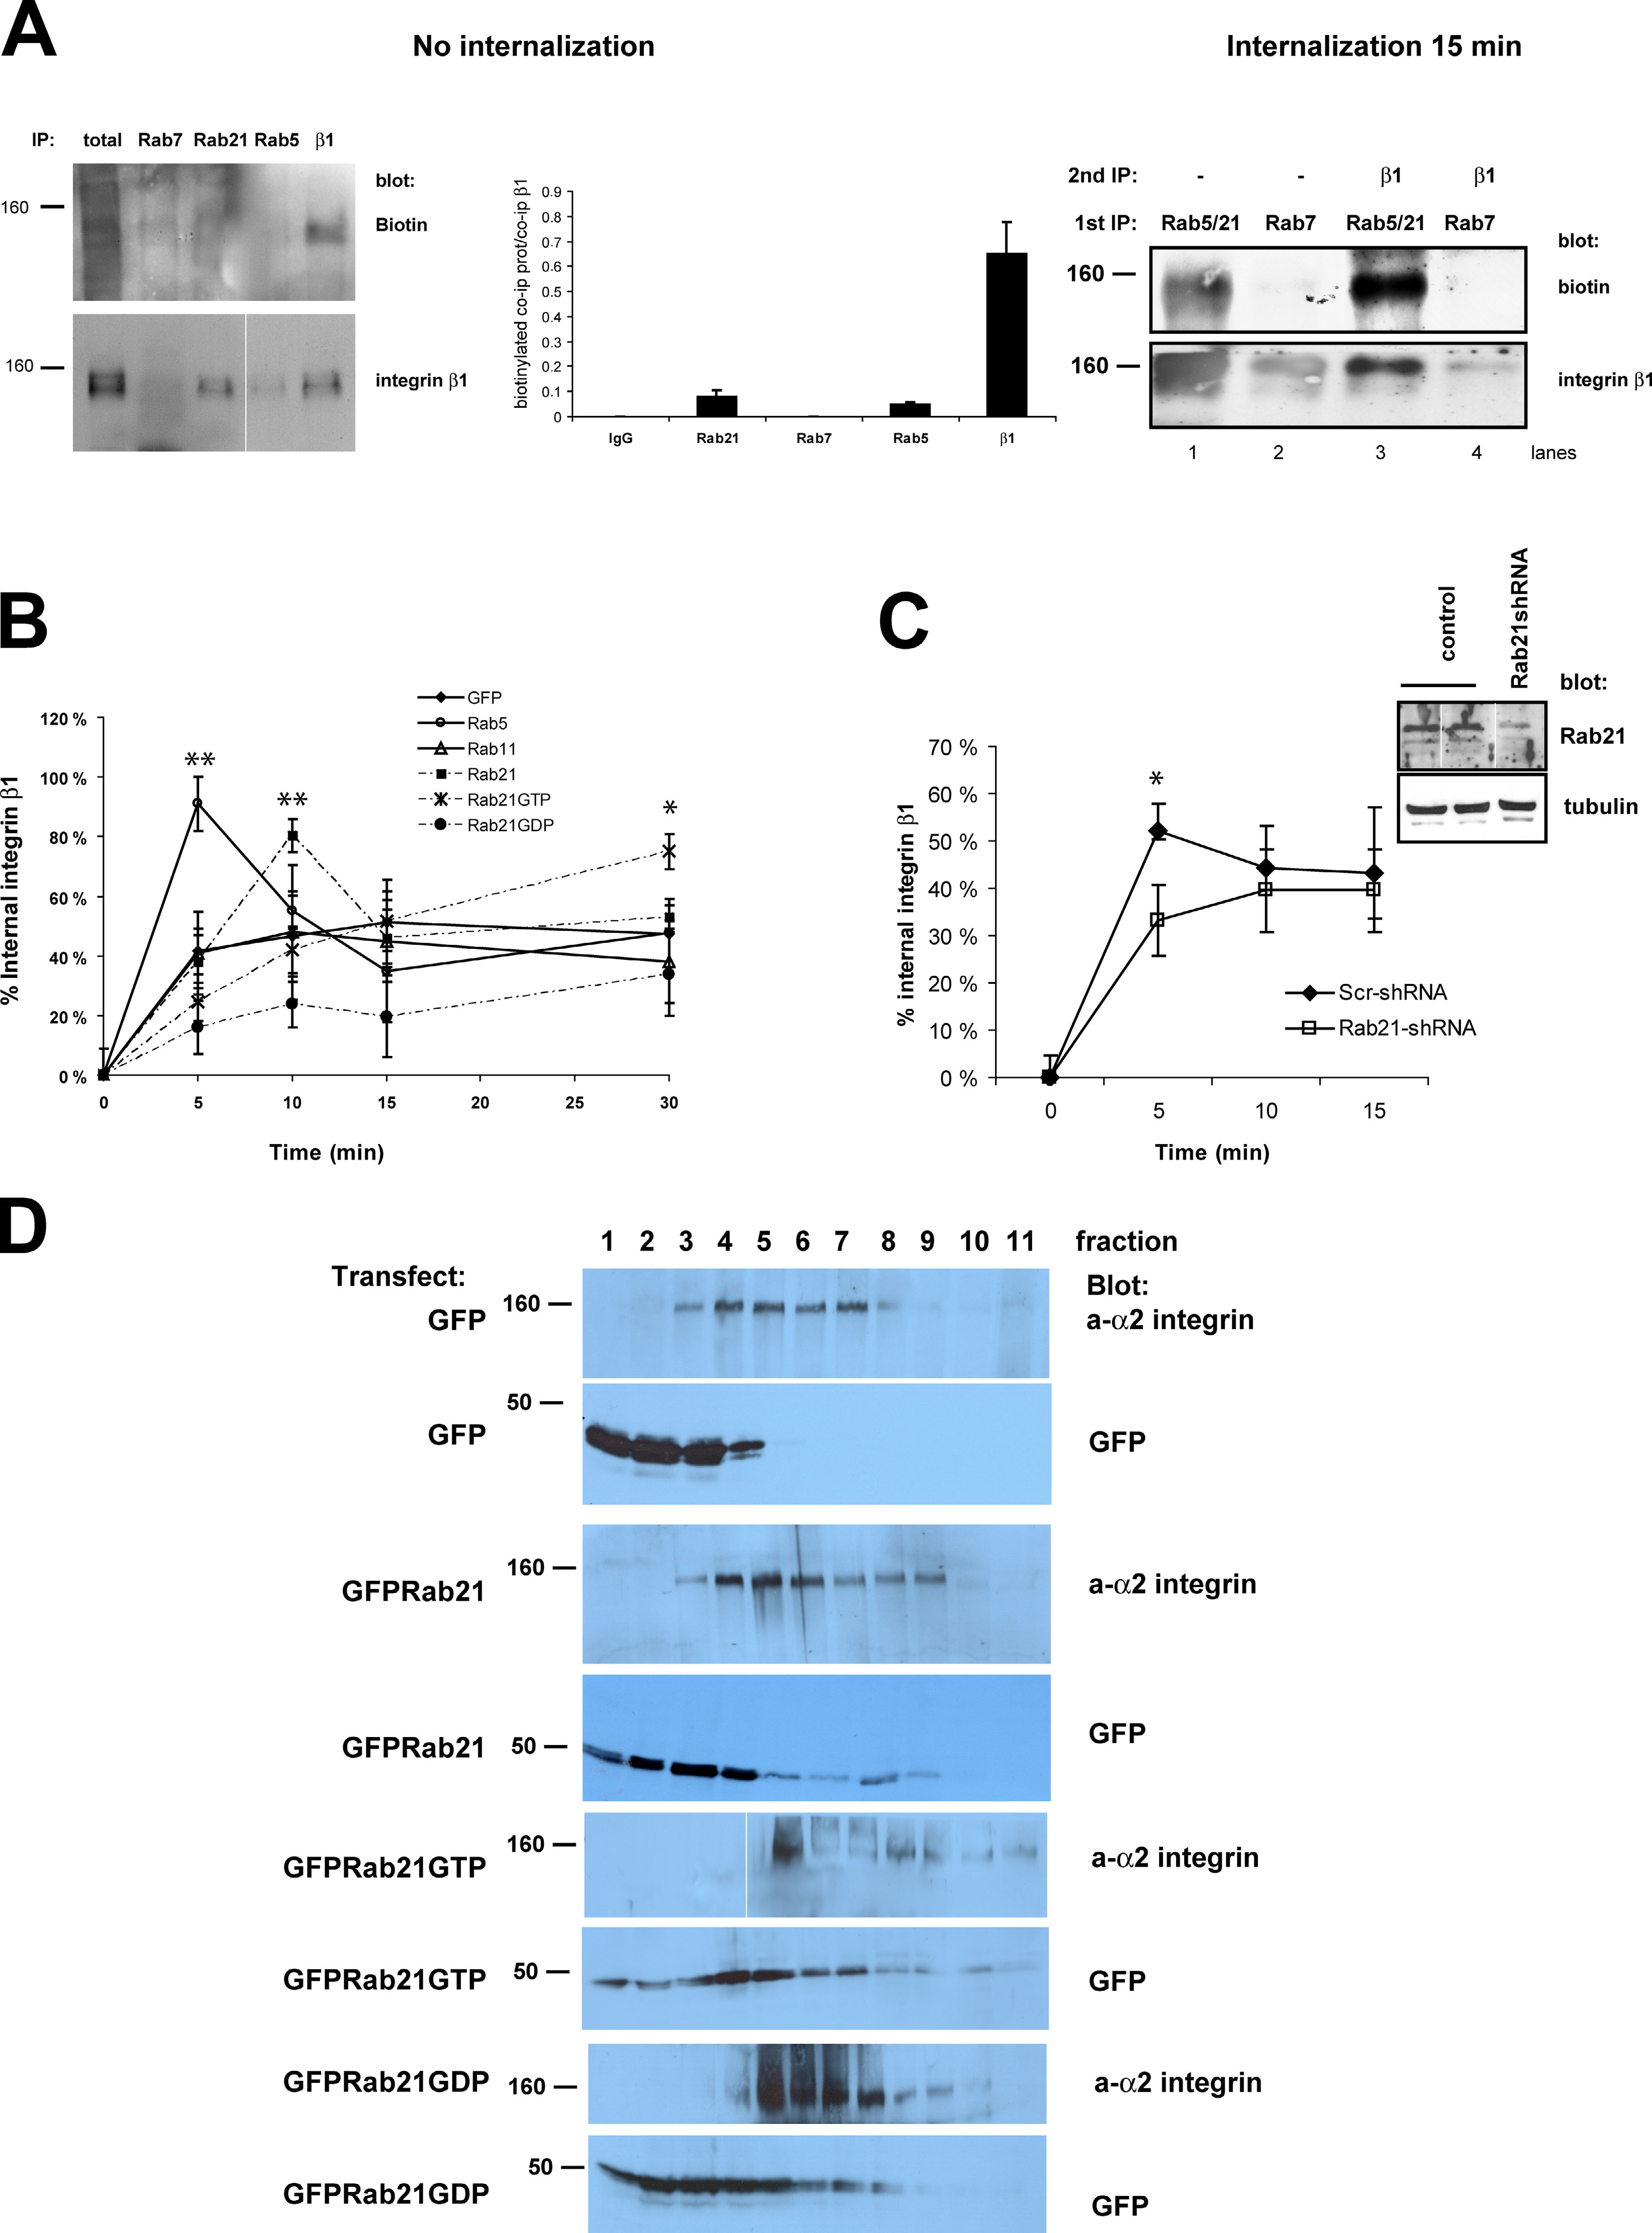 A
No internalization
Internalization 15 min
IP: total Rab7 Rab21 Rab5 β1
blot:
160
Biotin
160
integrin β1
biotinylated co-ip prot/co-ip β1
0.9
0.8
0.7
0.6
0.5
0.4
0.3
0.2
0.1
0
IgG Rab21 Rab7 Rab5 β1
2nd IP: - - β1 β1
1st IP: Rab5/21 Rab7 Rab5/21 Rab7
blot:
160
biotin
160
integrin β1
1 2 3 4 lanes
B
GFP
Rab5
Rab11
Rab21
Rab21GTP
Rab21GDP
% Internal integrin β1
120 %
100 %
80 %
60 %
40 %
20 %
0 %
**
**
*
0 5 10 15 20 25 30
Time (min)
C
control
Rab21shRNA
blot:
Rab21
tubulin
% internal integrin β1
70 %
60 %
50 %
40 %
30 %
20 %
10 %
0 %
*
Scr-shRNA
Rab21-shRNA
0 5 10 15
Time (min)
D
1 2 3 4 5 6 7 8 9 10 11 fraction
Transfect:
Blot:
GFP 160 a-α2 integrin
GFP 50 GFP
GFPRab21 160 a-α2 integrin
GFPRab21 50 GFP
GFPRab21GTP 160 a-α2 integrin
GFPRab21GTP 50 GFP
GFPRab21GDP 160 a-α2 integrin
GFPRab21GDP 50 GFP